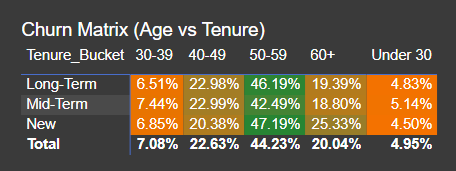 Churn Matrix (Age vs Tenure)
Tenure_Bucket 30-39 40-49 50-59 60+ Under 30
Long-Term 6.51% 22.98% 46.19% 19.39% 4.83%
Mid-Term 7.44% 22.99% 42.49% 18.80% 5.14%
New 6.85% 20.38% 47.19% 25.33% 4.50%
Total 7.08% 22.63% 44.23% 20.04% 4.95%